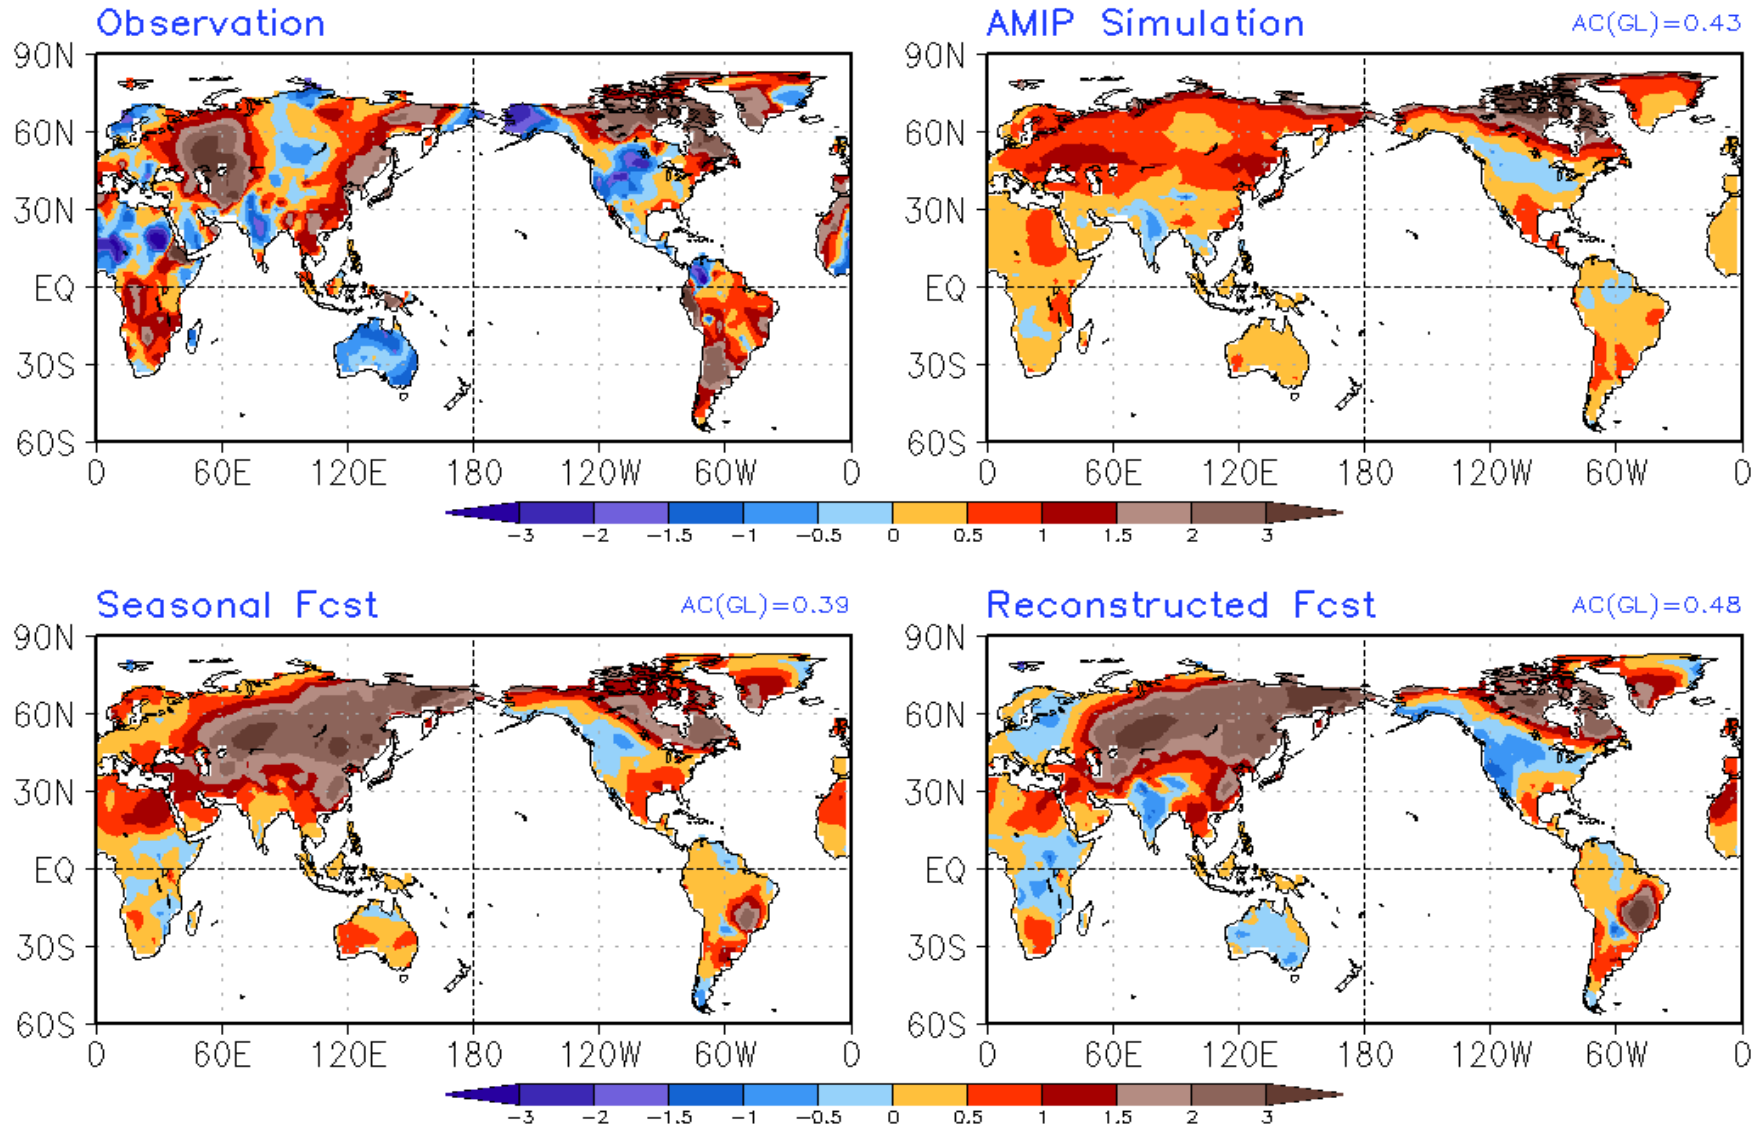 Observation
AMIP Simulation AC(GL)=0.43
90N 90N
60N 60N
30N 30N
EQ EQ
30S 30S
60S 60S
0 60E 120E 180 120W 60W 0 0 60E 120E 180 120W 60W 0
-3 -2 -1.5 -1 -0.5 0 0.5 1 1.5 2 3
Seasonal Fcst AC(GL)=0.39
Reconstructed Fcst AC(GL)=0.48
90N 90N
60N 60N
30N 30N
EQ EQ
30S 30S
60S 60S
0 60E 120E 180 120W 60W 0 0 60E 120E 180 120W 60W 0
-3 -2 -1.5 -1 -0.5 0 0.5 1 1.5 2 3